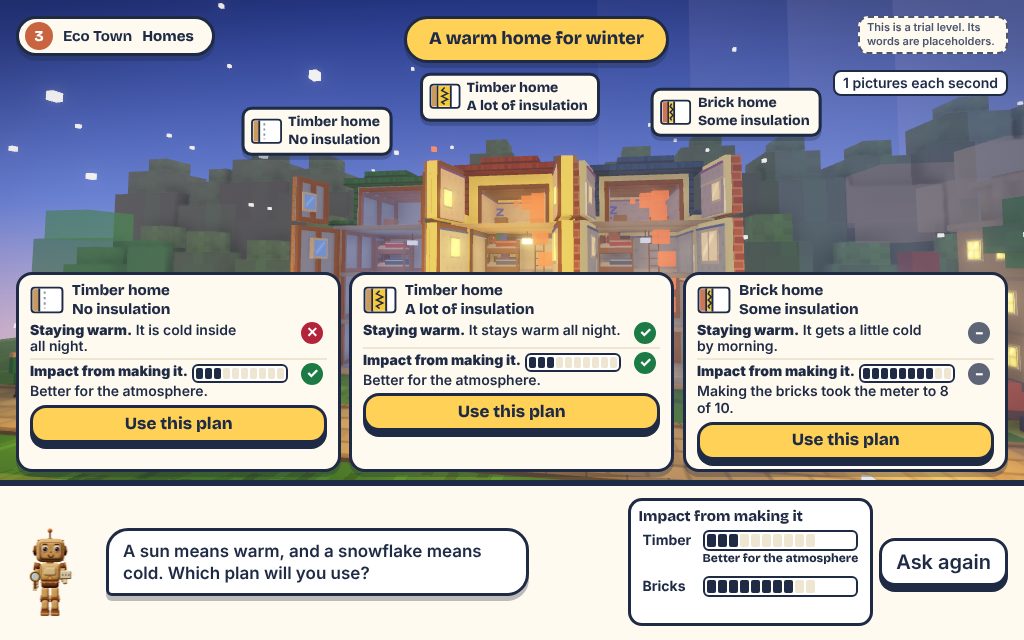 3 Eco Town Homes
A warm home for winter
This is a trial level. Its
words are placeholders.
1 pictures each second
Timber home
No insulation
Timber home
A lot of insulation
Brick home
Some insulation
Timber home
No insulation
Staying warm. It is cold inside
all night.
Impact from making it.
Better for the atmosphere.
Use this plan
Timber home
A lot of insulation
Staying warm. It stays warm all night.
Impact from making it.
Better for the atmosphere.
Use this plan
Brick home
Some insulation
Staying warm. It gets a little cold
by morning.
Impact from making it.
Making the bricks took the meter to 8
of 10.
Use this plan
A sun means warm, and a snowflake means
cold. Which plan will you use?
Impact from making it
Timber
Better for the atmosphere
Bricks
Ask again